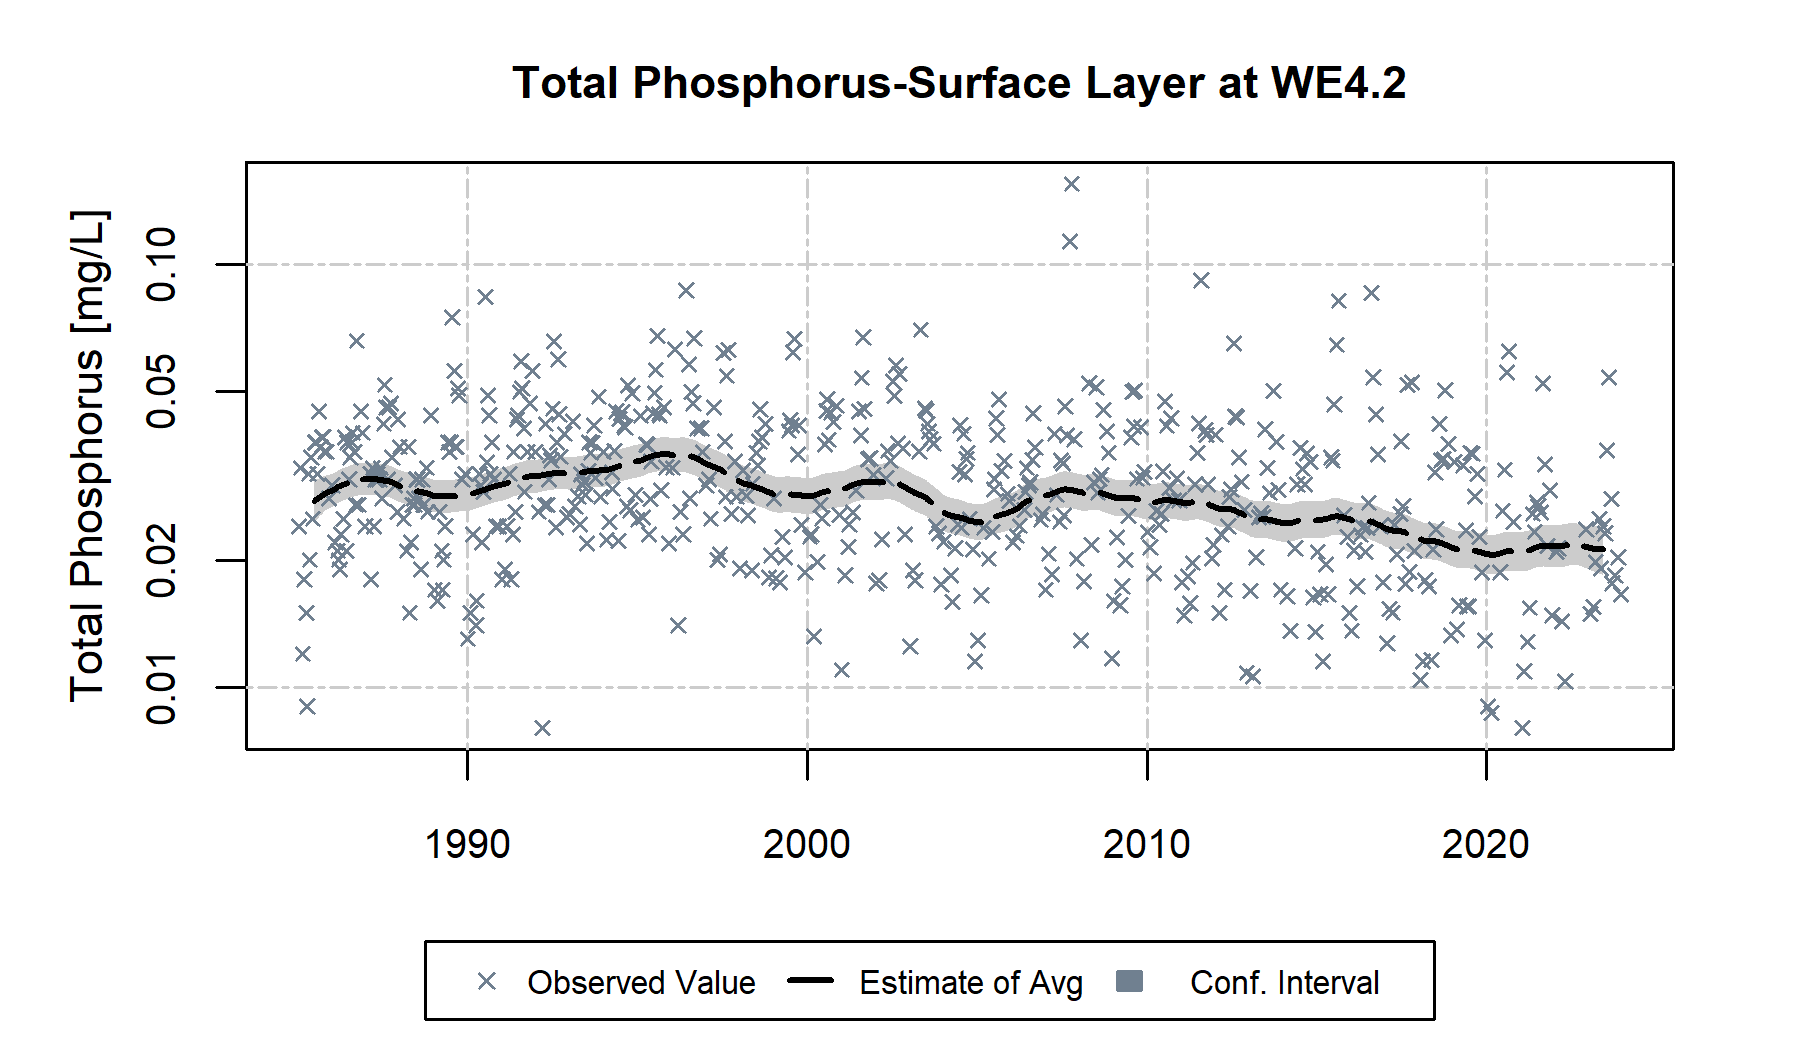 Total Phosphorus-Surface Layer at WE4.2
Total Phosphorus [mg/L]
0.10
0.05
0.02
0.01
1990 2000 2010 2020
Observed Value Estimate of Avg Conf. Interval